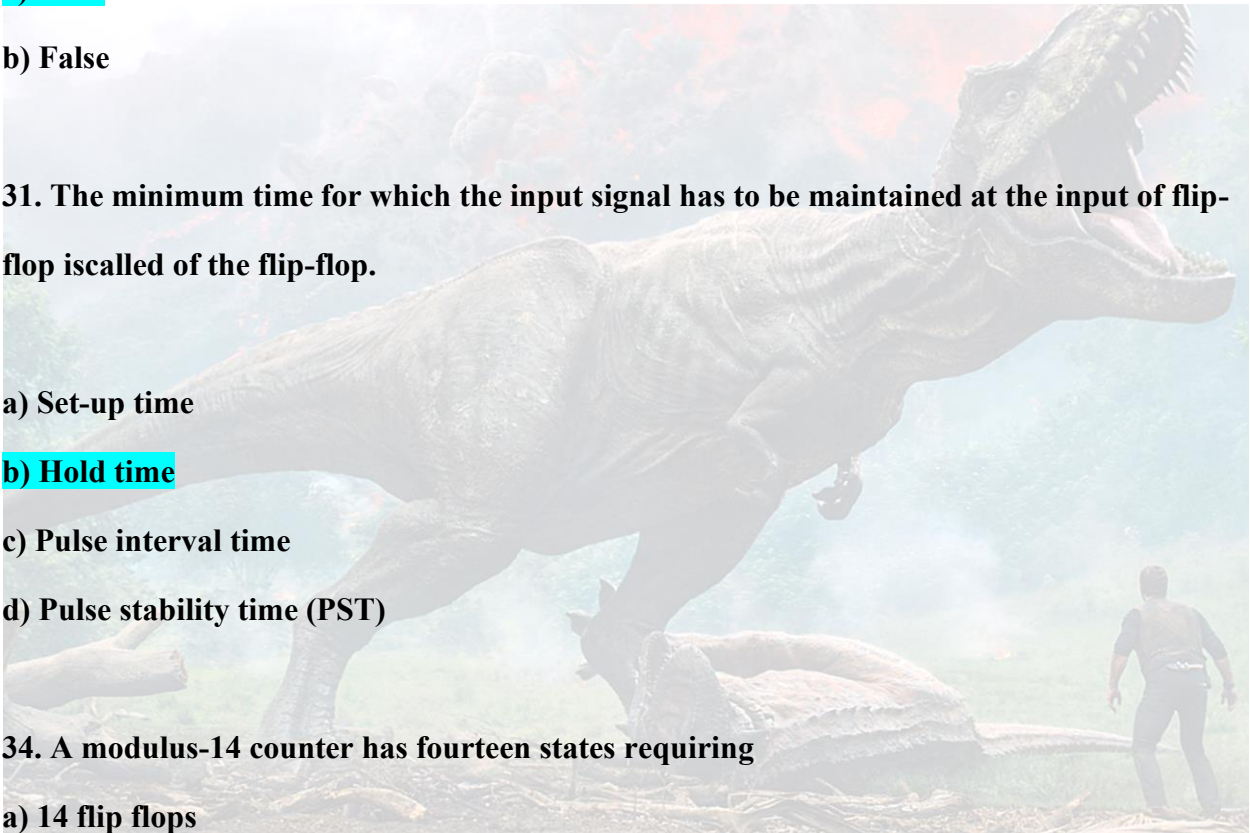 b) False
31. The minimum time for which the input signal has to be maintained at the input of flip-
flop iscalled of the flip-flop.
a) Set-up time
b) Hold time
c) Pulse interval time
d) Pulse stability time (PST)
34. A modulus-14 counter has fourteen states requiring
a) 14 flip flops